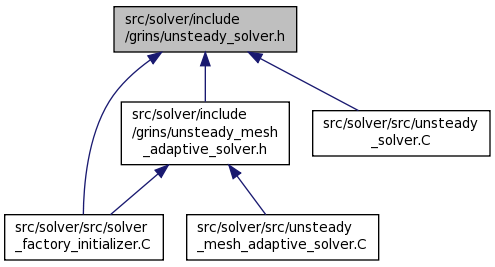 src/solver/include
/grins/unsteady_solver.h
src/solver/include
/grins/unsteady_mesh
_adaptive_solver.h
src/solver/src/unsteady
_solver.C
src/solver/src/solver
_factory_initializer.C
src/solver/src/unsteady
_mesh_adaptive_solver.C